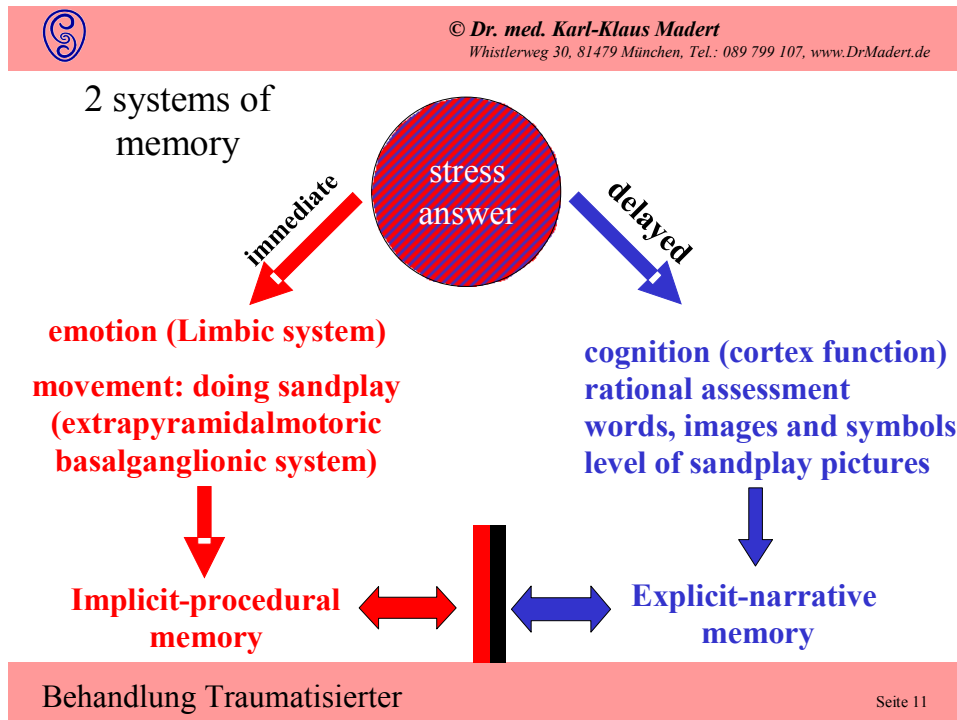 © Dr. med. Karl-Klaus Madert
Whistlerweg 30, 81479 München, Tel.: 089 799 107, www.DrMadert.de
2 systems of
memory
stress
answer
immediate
delayed
emotion (Limbic system)
movement: doing sandplay
(extrapyramidalmotoric
basalganglionic system)
cognition (cortex function)
rational assessment
words, images and symbols
level of sandplay pictures
Implicit-procedural
memory
Explicit-narrative
memory
Behandlung Traumatisierter
Seite 11